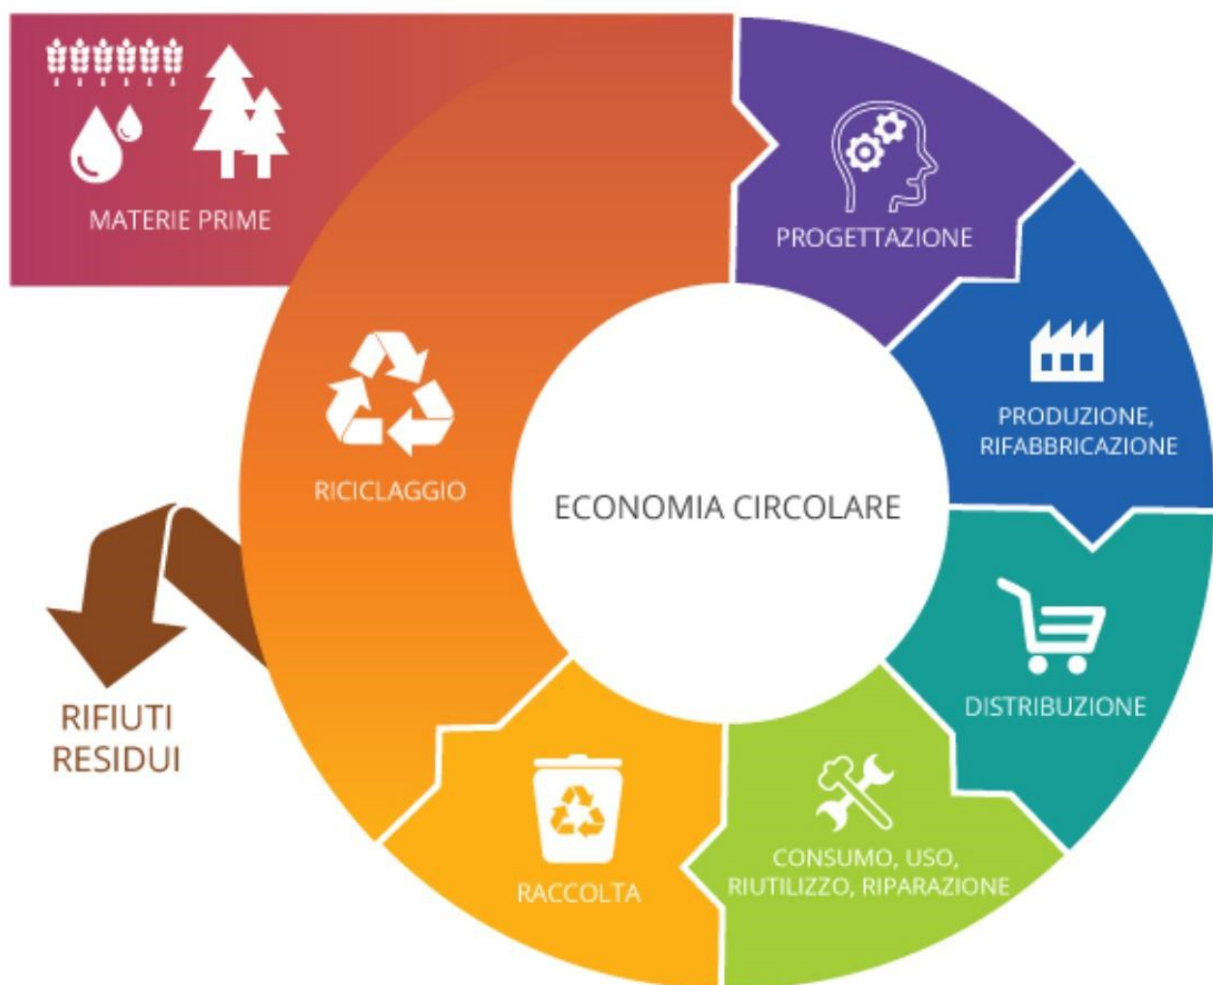 MATERIE PRIME
PROGETTAZIONE
PRODUZIONE,
RIFABBRICAZIONE
RICICLAGGIO
ECONOMIA CIRCOLARE
DISTRIBUZIONE
RIFIUTI
RESIDUI
CONSUMO, USO,
RIUTILIZZO, RIPARAZIONE
RACCOLTA